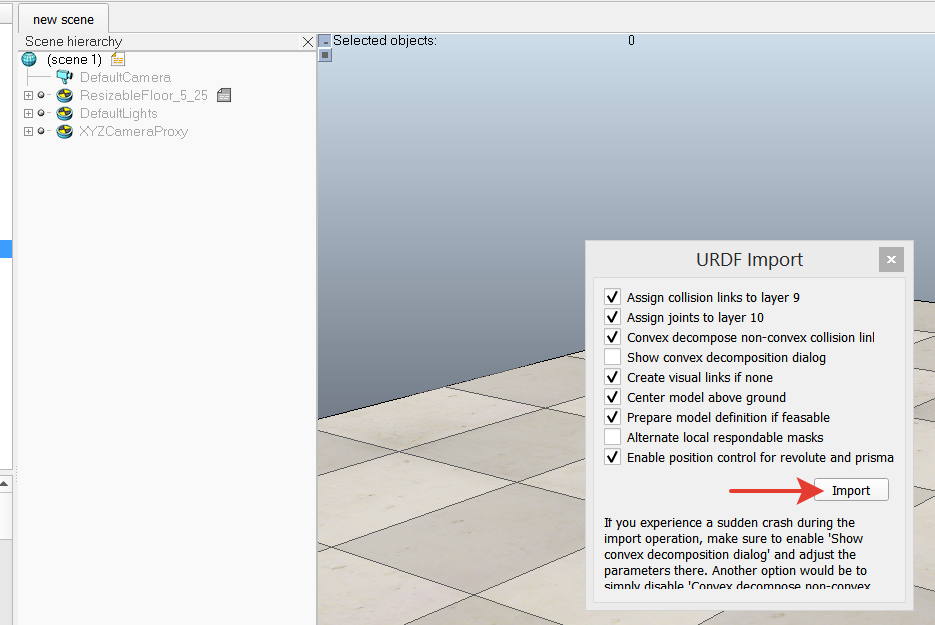 new scene
Scene hierarchy
Selected objects: 0
(scene 1)
DefaultCamera
ResizableFloor_5_25
DefaultLights
XYZCameraProxy
URDF Import
Assign collision links to layer 9
Assign joints to layer 10
Convex decompose non-convex collision linl
Show convex decomposition dialog
Create visual links if none
Center model above ground
Prepare model definition if feasable
Alternate local respondable masks
Enable position control for revolute and prisma
Import
If you experience a sudden crash during the
import operation, make sure to enable 'Show
convex decomposition dialog' and adjust the
parameters there. Another option would be to
simply disable 'Convex decompose non-convex